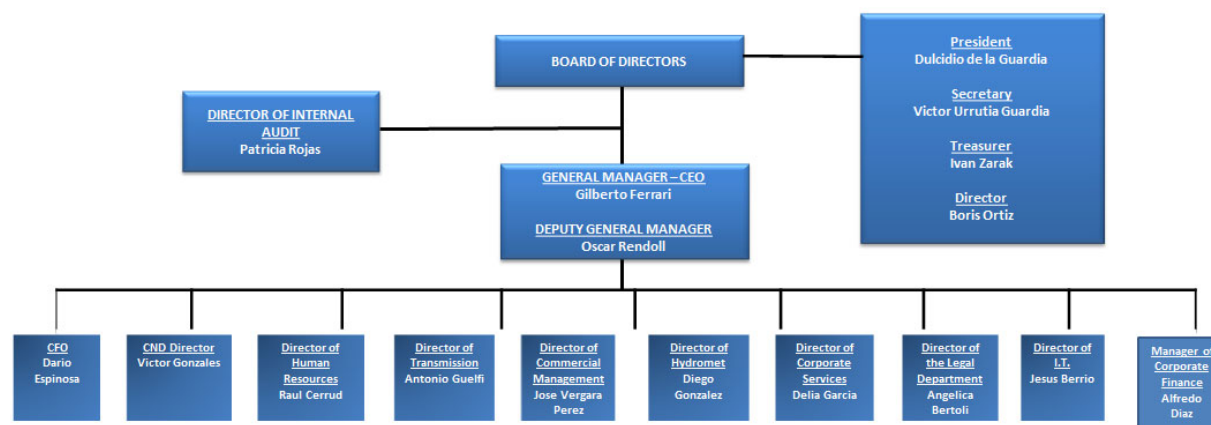 BOARD OF DIRECTORS
President
Dulcidio de la Guardia
Secretary
Victor Urrutia Guardia
Treasurer
Ivan Zarak
Director
Boris Ortiz
DIRECTOR OF INTERNAL
AUDIT
Patricia Rojas
GENERAL MANAGER – CEO
Gilberto Ferrari
DEPUTY GENERAL MANAGER
Oscar Rendoll
CFO
Dario
Espinosa
CND Director
Victor Gonzales
Director of
Human
Resources
Raul Cerrud
Director of
Transmission
Antonio Guelfi
Director of
Commercial
Management
Jose Vergara
Perez
Director of
Hydromet
Diego
Gonzalez
Director of
Corporate
Services
Delia Garcia
Director of
the Legal
Department
Angelica
Bertoli
Director of
I.T.
Jesus Berrio
Manager of
Corporate
Finance
Alfredo
Diaz